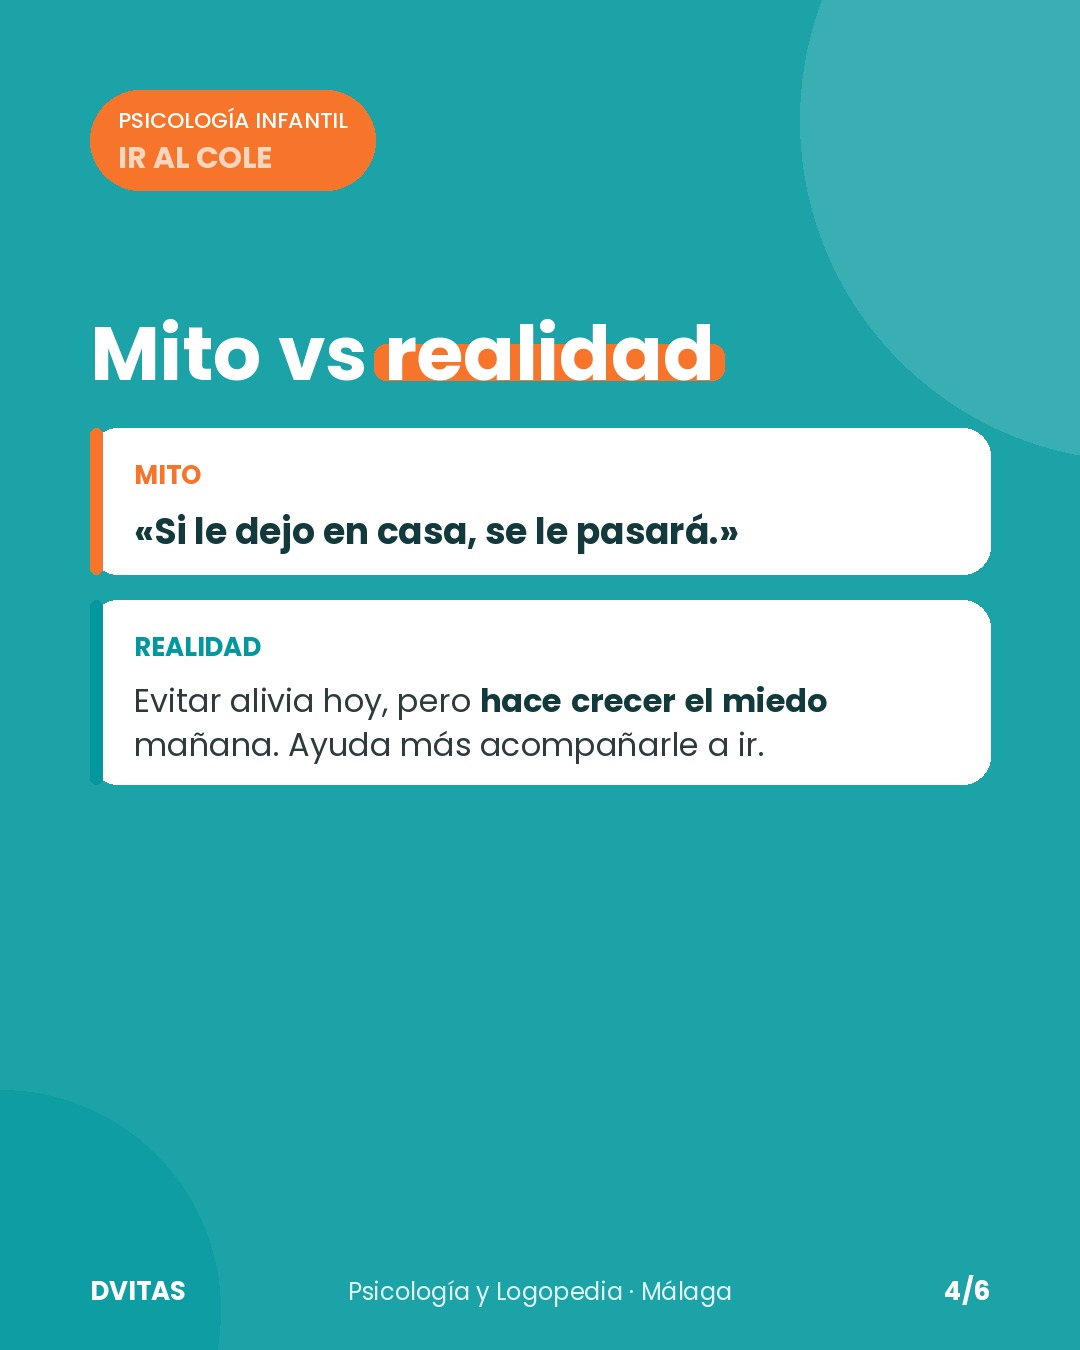 PSICOLOGÍA INFANTIL
IR AL COLE
Mito vs realidad
MITO
«Si le dejo en casa, se le pasará.»
REALIDAD
Evitar alivia hoy, pero hace crecer el miedo
mañana. Ayuda más acompañarle a ir.
DVITAS
Psicología y Logopedia · Málaga
4/6